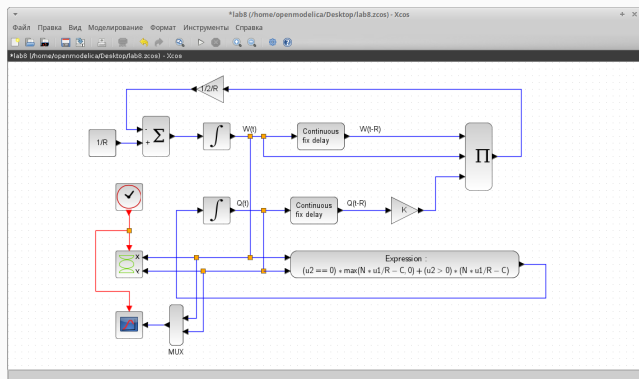 *lab8 (/home/openmodelica/Desktop/lab8.zcos) - Xcos
Файл Правка Вид Моделирование Формат Инструменты Справка
*lab8 (/home/openmodelica/Desktop/lab8.zcos) - Xcos
1/2/R
1/R
-
+
Σ
∫
W(t)
Continuous
fix delay
W(t-R)
Π
∫
Q(t)
Continuous
fix delay
Q(t-R)
K
X
Y
Expression :
(u2 == 0) * max(N * u1/R − C, 0) + (u2 > 0) * (N * u1/R − C)
MUX